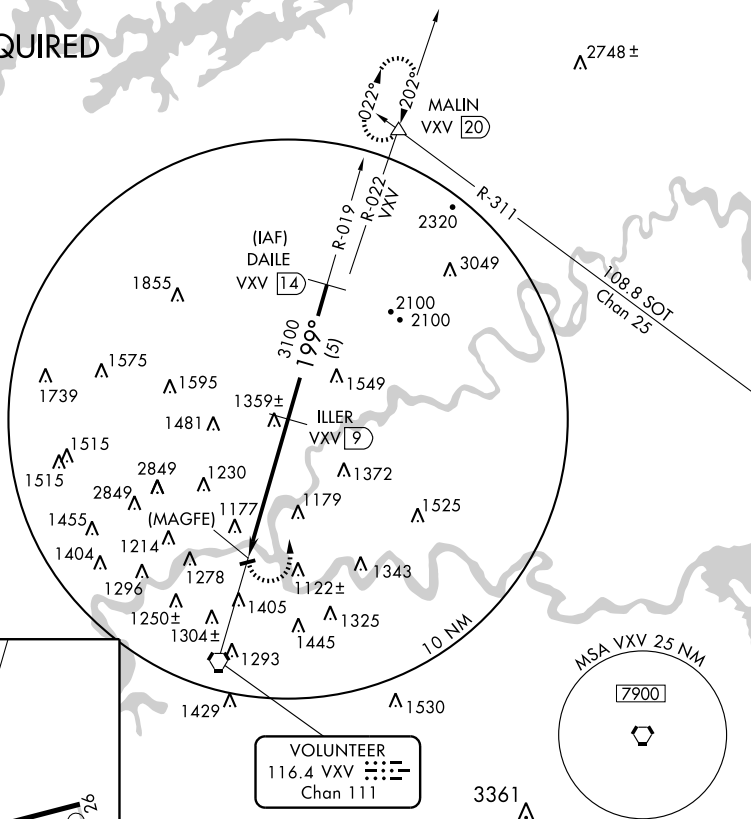 QUIRED
2748 ±
022°
202°
MALIN
VXV 20
R-019
R-022
VXV
R-311
2320
(IAF)
DAILE
VXV 14
3049
108.8 SOT
Chan 25
1855
2100
2100
3100
199°
(5)
1575
1739
1595
1549
1359±
1481
ILLER
VXV 9
1515
1515
2849
1230
1372
2849
1179
1525
1177
(MAGFE)
1455
1214
1404
1278
1343
1296
1122±
1405
1250±
1325
1304±
1445
1293
10 NM
MSA VXV 25 NM
7900
1429
1530
VOLUNTEER
116.4 VXV
Chan 111
3361
26